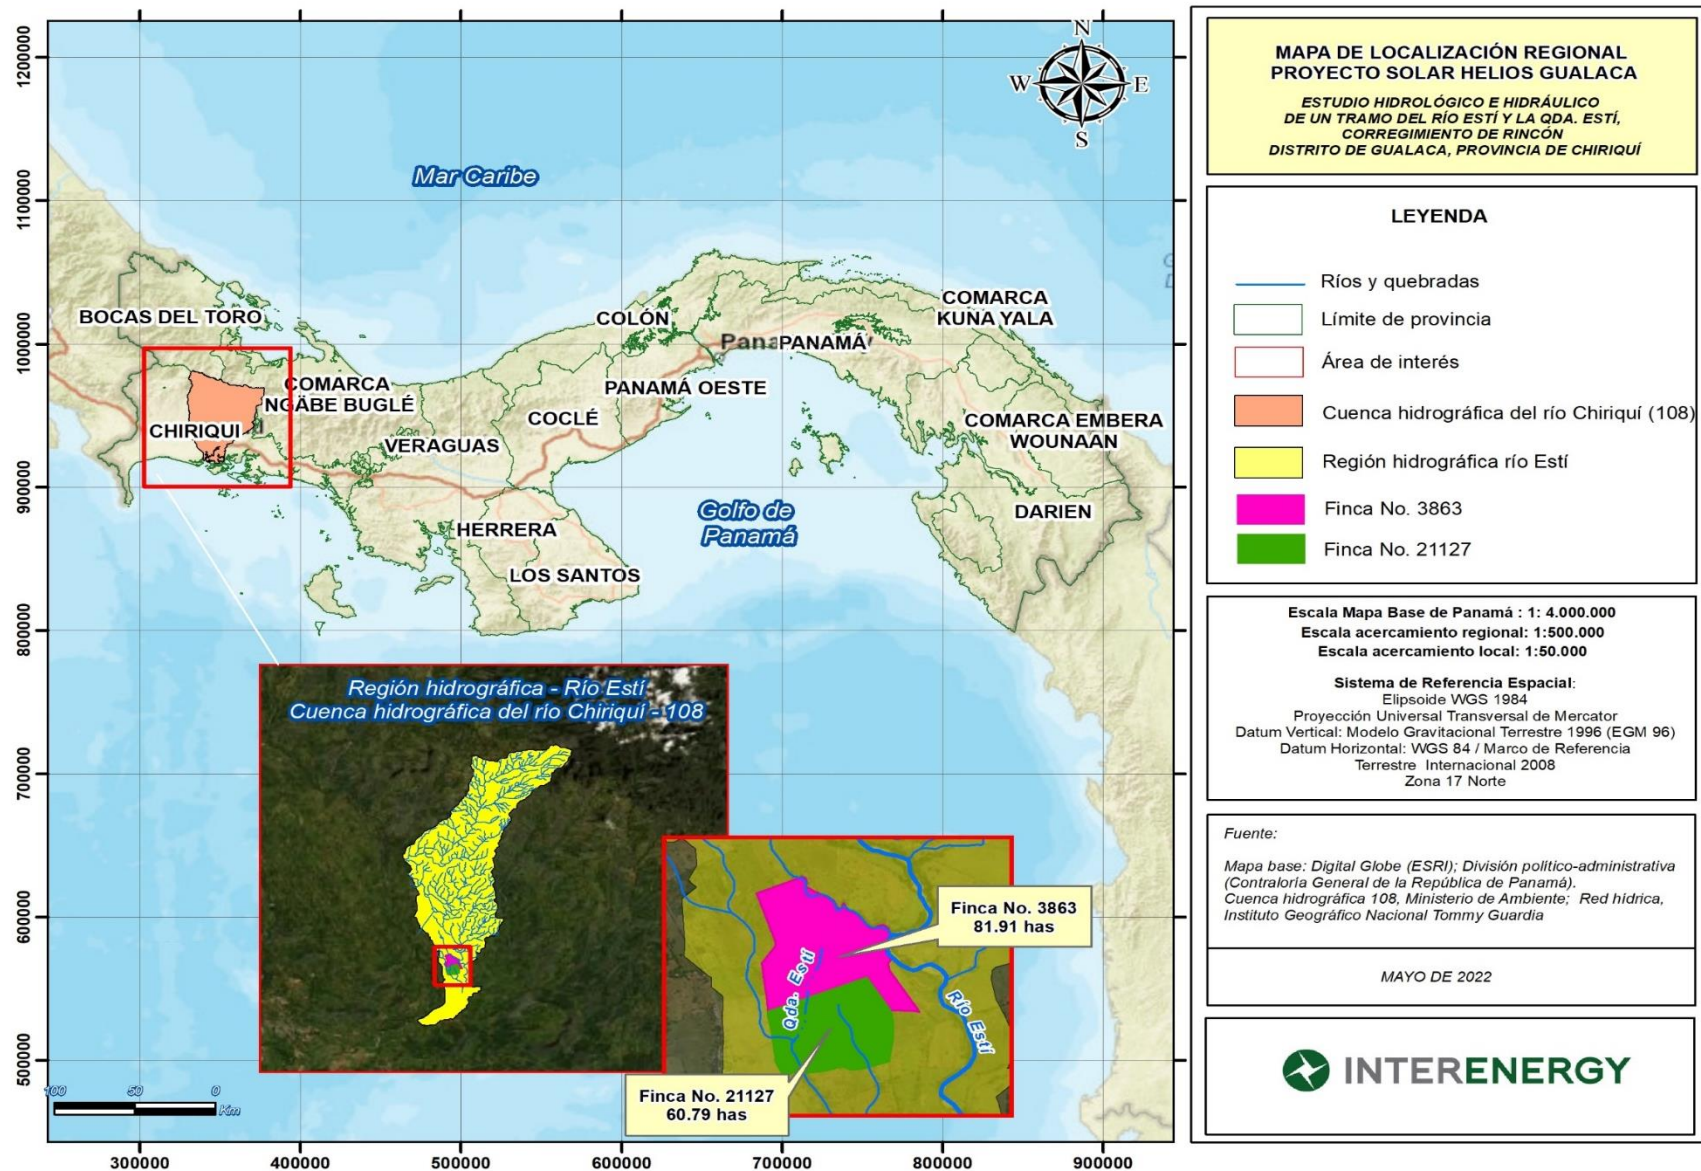 MAPA DE LOCALIZACIÓN REGIONAL
PROYECTO SOLAR HELIOS GUALACA
ESTUDIO HIDROLÓGICO E HIDRÁULICO
DE UN TRAMO DEL RÍO ESTÍ Y LA QDA. ESTÍ,
CORREGIMIENTO DE RINCÓN
DISTRITO DE GUALACA, PROVINCIA DE CHIRIQUÍ
LEYENDA
Ríos y quebradas
Límite de provincia
Área de interés
Cuenca hidrográfica del río Chiriquí (108)
Región hidrográfica río Estí
Finca No. 3863
Finca No. 21127
Escala Mapa Base de Panamá : 1: 4.000.000
Escala acercamiento regional: 1:500.000
Escala acercamiento local: 1:50.000
Sistema de Referencia Espacial:
Elipsoide WGS 1984
Proyección Universal Transversal de Mercator
Datum Vertical: Modelo Gravitacional Terrestre 1996 (EGM 96)
Datum Horizontal: WGS 84 / Marco de Referencia
Terrestre Internacional 2008
Zona 17 Norte
Fuente:
Mapa base: Digital Globe (ESRI); División político-administrativa
(Contraloría General de la República de Panamá).
Cuenca hidrográfica 108, Ministerio de Ambiente; Red hídrica,
Instituto Geográfico Nacional Tommy Guardia
MAYO DE 2022
INTERENERGY
N
W
E
S
Mar Caribe
BOCAS DEL TORO
COLÓN
COMARCA
KUNA YALA
PANAMÁ
COMARCA
NGÄBE BUGLÉ
PANAMÁ OESTE
CHIRIQUI
COCLÉ
VERAGUAS
COMARCA EMBERA
WOUNAAN
Golfo de
Panamá
DARIEN
HERRERA
LOS SANTOS
Región hidrográfica - Río Estí
Cuenca hidrográfica del río Chiriquí - 108
Finca No. 3863
81.91 has
Qda. Estí
Río Estí
Finca No. 21127
60.79 has
100 50 0
Km
1200000
1100000
1000000
900000
800000
700000
600000
500000
300000 400000 500000 600000 700000 800000 900000